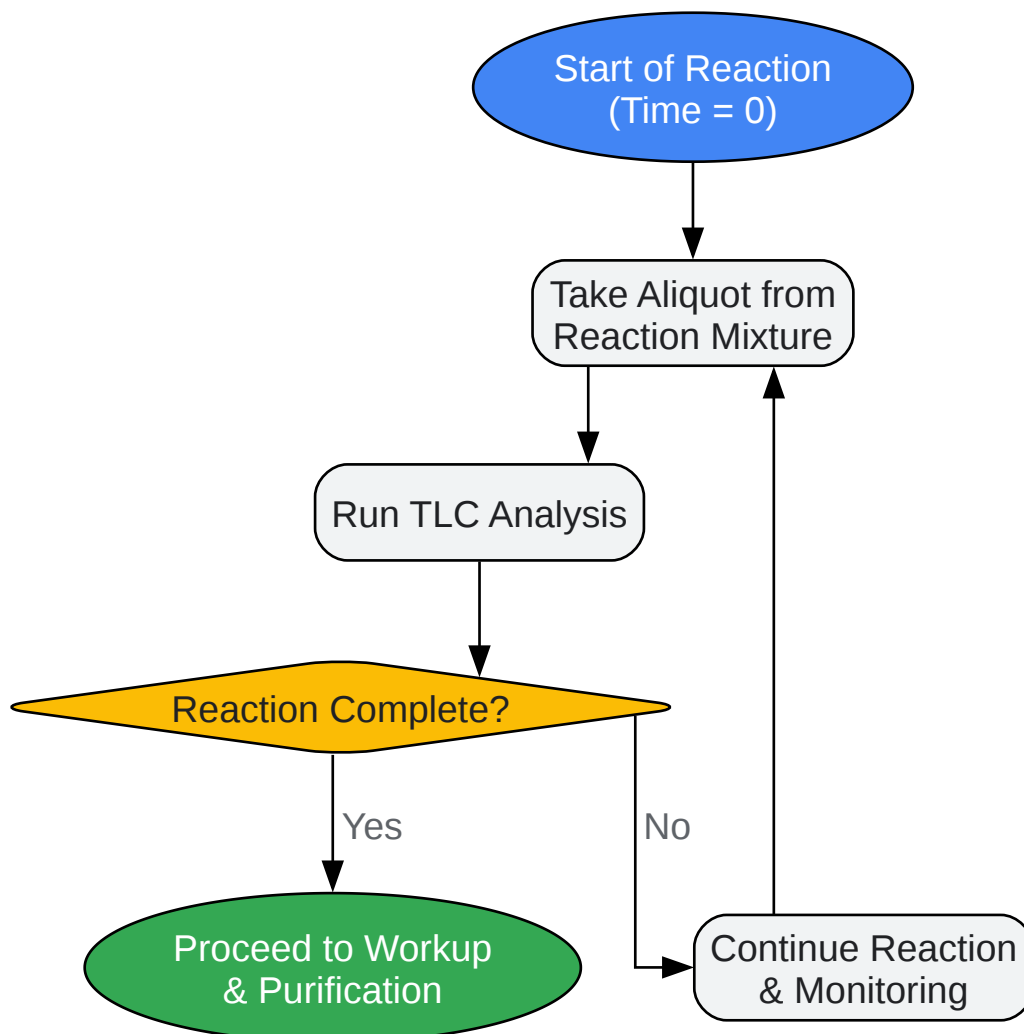 Start of Reaction
(Time = 0)
Take Aliquot from
Reaction Mixture
Run TLC Analysis
Reaction Complete?
Yes
No
Proceed to Workup
& Purification
Continue Reaction
& Monitoring